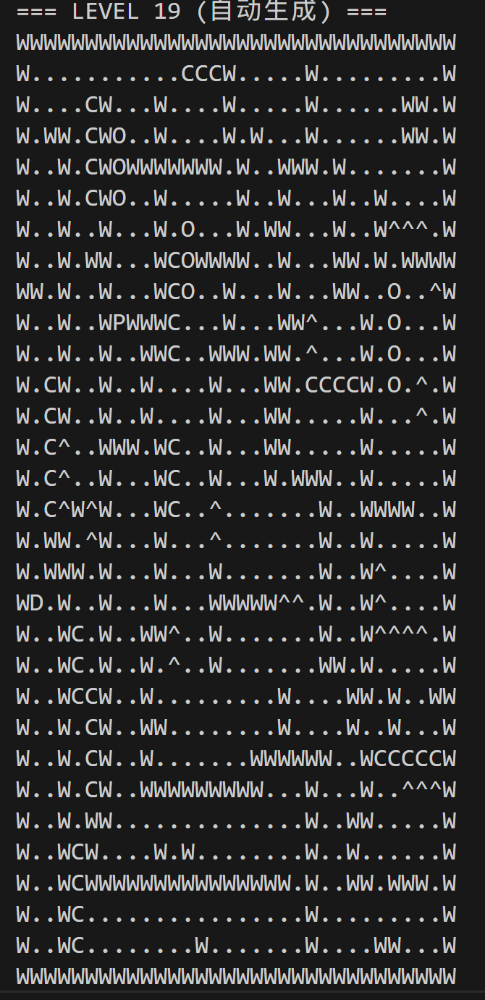 === LEVEL 19 (自动生成) ===
WWWWWWWWWWWWWWWWWWWWWWWWWWWWWWWW
W...........CCCW.....W.........W
W....CW...W....W.....W......WW.W
W.WW.CWO..W....W.W...W......WW.W
W..W.CWOWWWWWWW.W..WWW.W.......W
W..W.CWO..W.....W..W...W..W....W
W..W..W...W.O...W.WW...W..W^^^.W
W..W.WW...WCOWWWW..W...WW.W.WWWW
WW.W..W...WCO..W...W...WW..O..^W
W..W..WPWWWC...W...WW^...W.O...W
W..W..W..WWC..WWW.WW.^...W.O...W
W.CW..W..W....W...WW.CCCCW.O.^.W
W.CW..W..W....W...WW.....W...^.W
W.C^..WWW.WC..W...WW.....W.....W
W.C^..W...WC..W...W.WWW..W.....W
W.C^W^W...WC..^.......W..WWWW..W
W.WW.^W...W...^.......W..W.....W
W.WWW.W...W...W.......W..W^....W
WD.W..W...W...WWWWW^^.W..W^....W
W..WC.W..WW^..W.......W..W^^^^.W
W..WC.W..W.^..W.......WW.W.....W
W..WCCW..W.........W....WW.W..WW
W..W.CW..WW........W....W..W...W
W..W.CW..W.......WWWWWW..WCCCCCW
W..W.CW..WWWWWWWWW...W...W..^^^W
W..W.WW..............W..WW.....W
W..WCW....W.W........W..W......W
W..WCWWWWWWWWWWWWWWW.W..WW.WWW.W
W..WC................W.........W
W..WC........W.......W....WW...W
WWWWWWWWWWWWWWWWWWWWWWWWWWWWWWWW